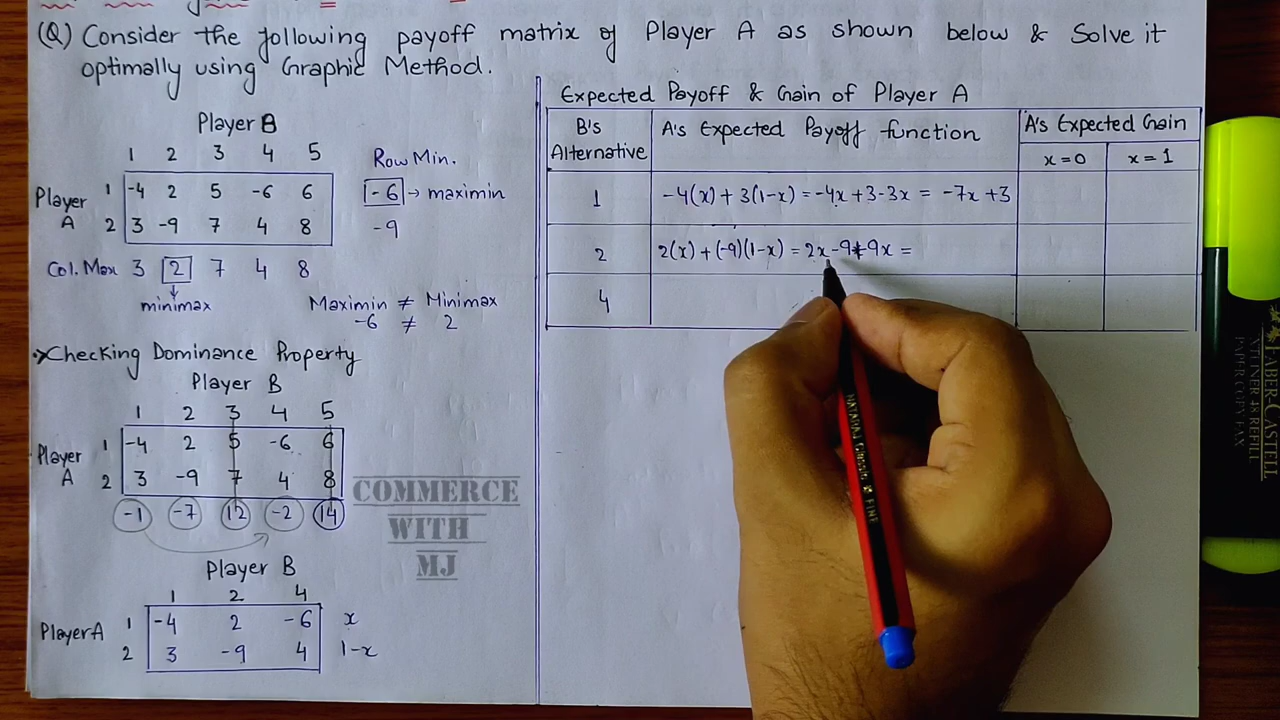 (Q) Consider the following payoff matrix of Player A as shown below & Solve it
optimally using Graphic Method.
Player B
1 2 3 4 5
Row Min.
Player A
1 -4 2 5 -6 6
-6 → maximin
2 3 -9 7 4 8
-9
Col. Max 3 2 7 4 8
minimax
Maximin ≠ Minimax
-6 ≠ 2
Checking Dominance Property
Player B
1 2 3 4 5
Player A
1 -4 2 5 -6 6
2 3 -9 7 4 8
-1 -7 12 -2 14
Player B
1 2 4
Player A
1 -4 2 -6 x
2 3 -9 4 1-x
Expected Payoff & Gain of Player A
B's Alternative
A's Expected Payoff function
A's Expected Gain
x=0 x=1
1 -4(x) + 3(1-x) = -4x + 3 - 3x = -7x + 3
2 2(x) + (-9)(1-x) = 2x - 9 + 9x =
4
COMMERCE
WITH
MJ
FABER-CASTELL
TEXTLINER 48 REFILL